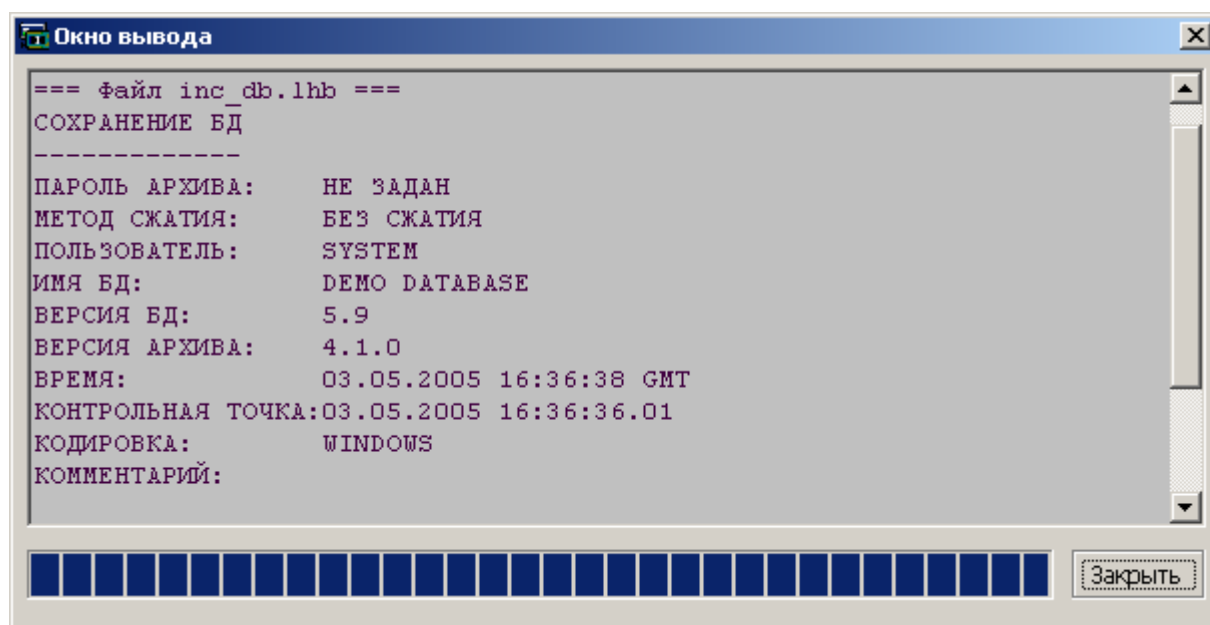 Окно вывода
=== Файл inc_db.lhb ===
СОХРАНЕНИЕ БД
-------------
ПАРОЛЬ АРХИВА: НЕ ЗАДАН
МЕТОД СЖАТИЯ: БЕЗ СЖАТИЯ
ПОЛЬЗОВАТЕЛЬ: SYSTEM
ИМЯ БД: DEMO DATABASE
ВЕРСИЯ БД: 5.9
ВЕРСИЯ АРХИВА: 4.1.0
ВРЕМЯ: 03.05.2005 16:36:38 GMT
КОНТРОЛЬНАЯ ТОЧКА:03.05.2005 16:36:36.01
КОДИРОВКА: WINDOWS
КОММЕНТАРИЙ:
Закрыть